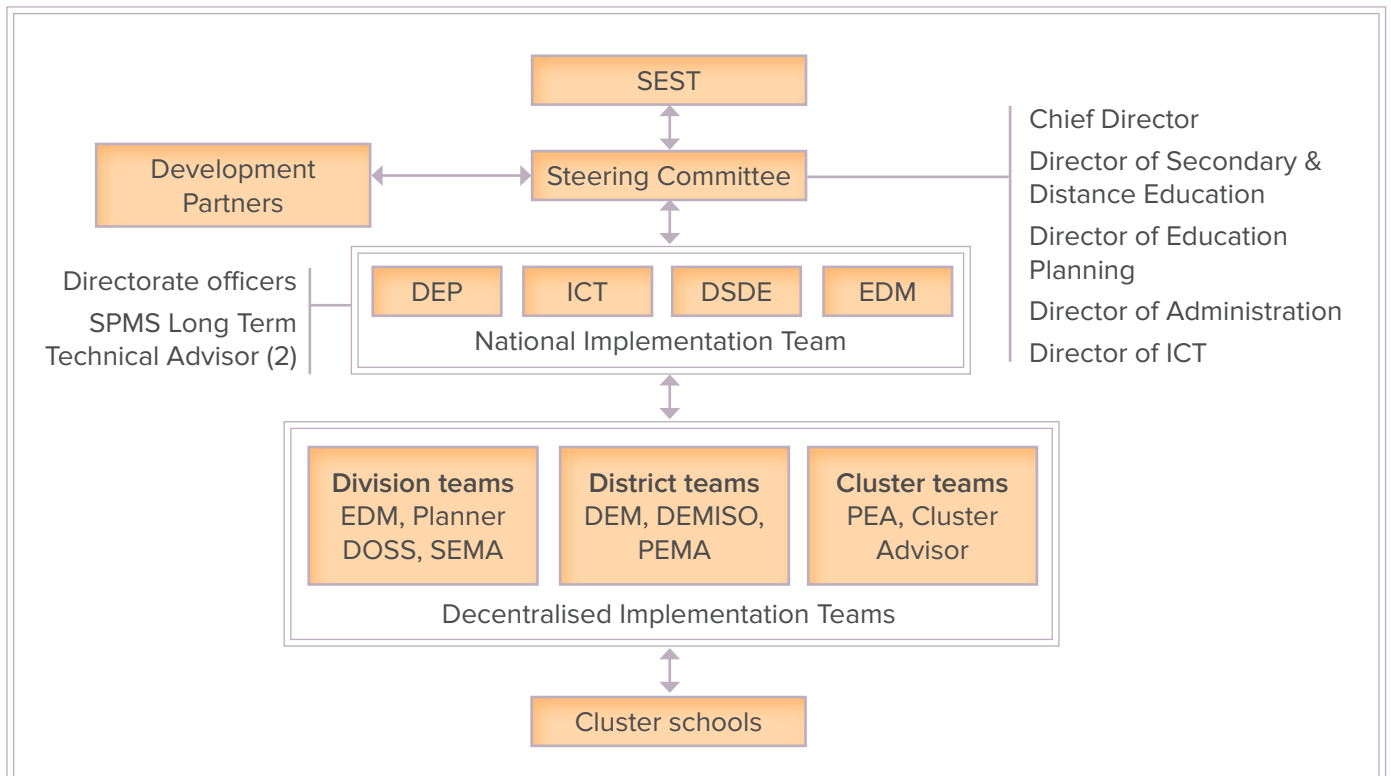 SEST
Development
Partners
Steering Committee
Chief Director
Director of Secondary &
Distance Education
Director of Education
Planning
Director of Administration
Director of ICT
Directorate officers
SPMS Long Term
Technical Advisor (2)
DEP
ICT
DSDE
EDM
National Implementation Team
Division teams
EDM, Planner
DOSS, SEMA
District teams
DEM, DEMISO,
PEMA
Cluster teams
PEA, Cluster
Advisor
Decentralised Implementation Teams
Cluster schools